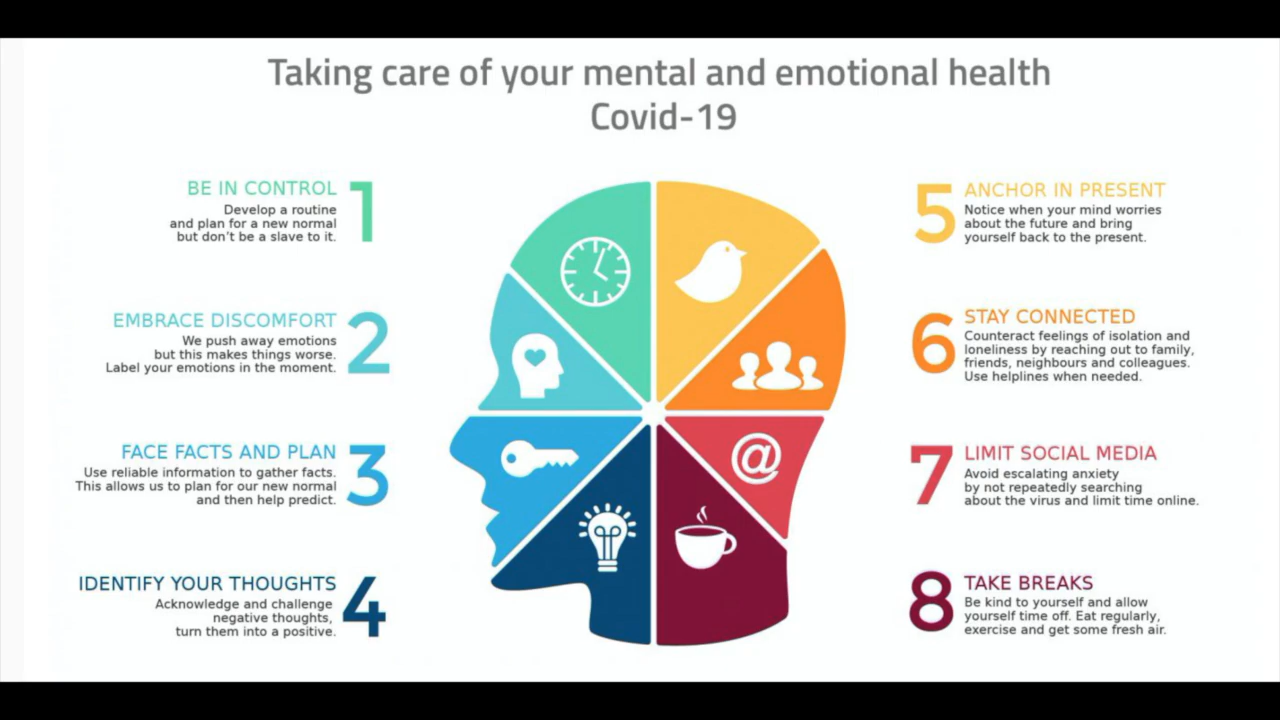 Taking care of your mental and emotional health
Covid-19
BE IN CONTROL
1
Develop a routine
and plan for a new normal
but don't be a slave to it.
EMBRACE DISCOMFORT
2
We push away emotions
but this makes things worse.
Label your emotions in the moment.
FACE FACTS AND PLAN
3
Use reliable information to gather facts.
This allows us to plan for our new normal
and then help predict.
IDENTIFY YOUR THOUGHTS
4
Acknowledge and challenge
negative thoughts,
turn them into a positive.
5
ANCHOR IN PRESENT
Notice when your mind worries
about the future and bring
yourself back to the present.
6
STAY CONNECTED
Counteract feelings of isolation and
loneliness by reaching out to family,
friends, neighbours and colleagues.
Use helplines when needed.
7
LIMIT SOCIAL MEDIA
Avoid escalating anxiety
by not repeatedly searching
about the virus and limit time online.
@
8
TAKE BREAKS
Be kind to yourself and allow
yourself time off. Eat regularly,
exercise and get some fresh air.